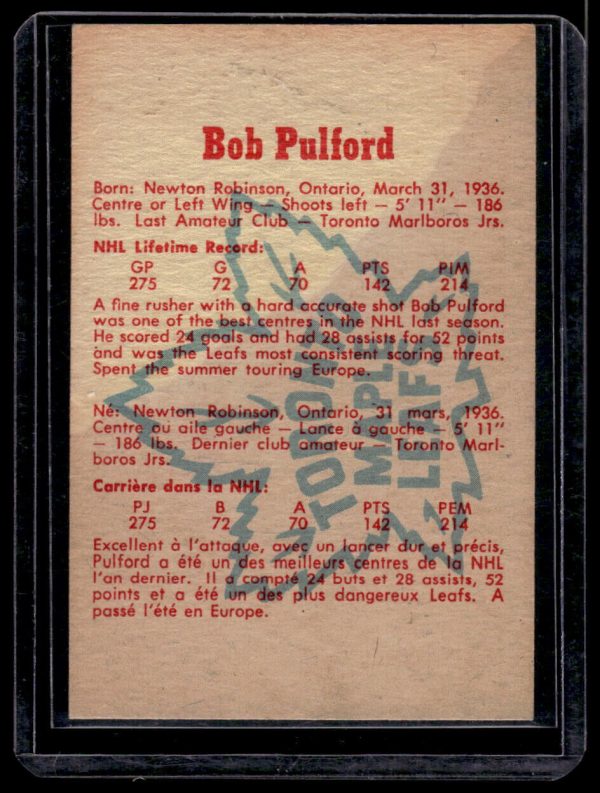 Bob Pulford
Born: Newton Robinson, Ontario, March 31, 1936.
Centre or Left Wing — Shoots left — 5' 11" — 186
lbs. Last Amateur Club — Toronto Marlboros Jrs.
NHL Lifetime Record:
GP G A PTS PIM
275 72 70 142 214
A fine rusher with a hard accurate shot Bob Pulford
was one of the best centres in the NHL last season.
He scored 24 goals and had 28 assists for 52 points
and was the Leafs most consistent scoring threat.
Spent the summer touring Europe.
Né: Newton Robinson, Ontario, 31 mars, 1936.
Centre ou aile gauche — Lance à gauche — 5' 11"
— 186 lbs. Dernier club amateur — Toronto Marl-
boros Jrs.
Carrière dans la NHL:
PJ B A PTS PEM
275 72 70 142 214
Excellent à l'attaque, avec un lancer dur et précis,
Pulford a été un des meilleurs centres de la NHL
l'an dernier. Il a compté 24 buts et 28 assists, 52
points et a été un des plus dangereux Leafs. A
passé l'été en Europe.
TORONTO
MAPLE
LEAFS